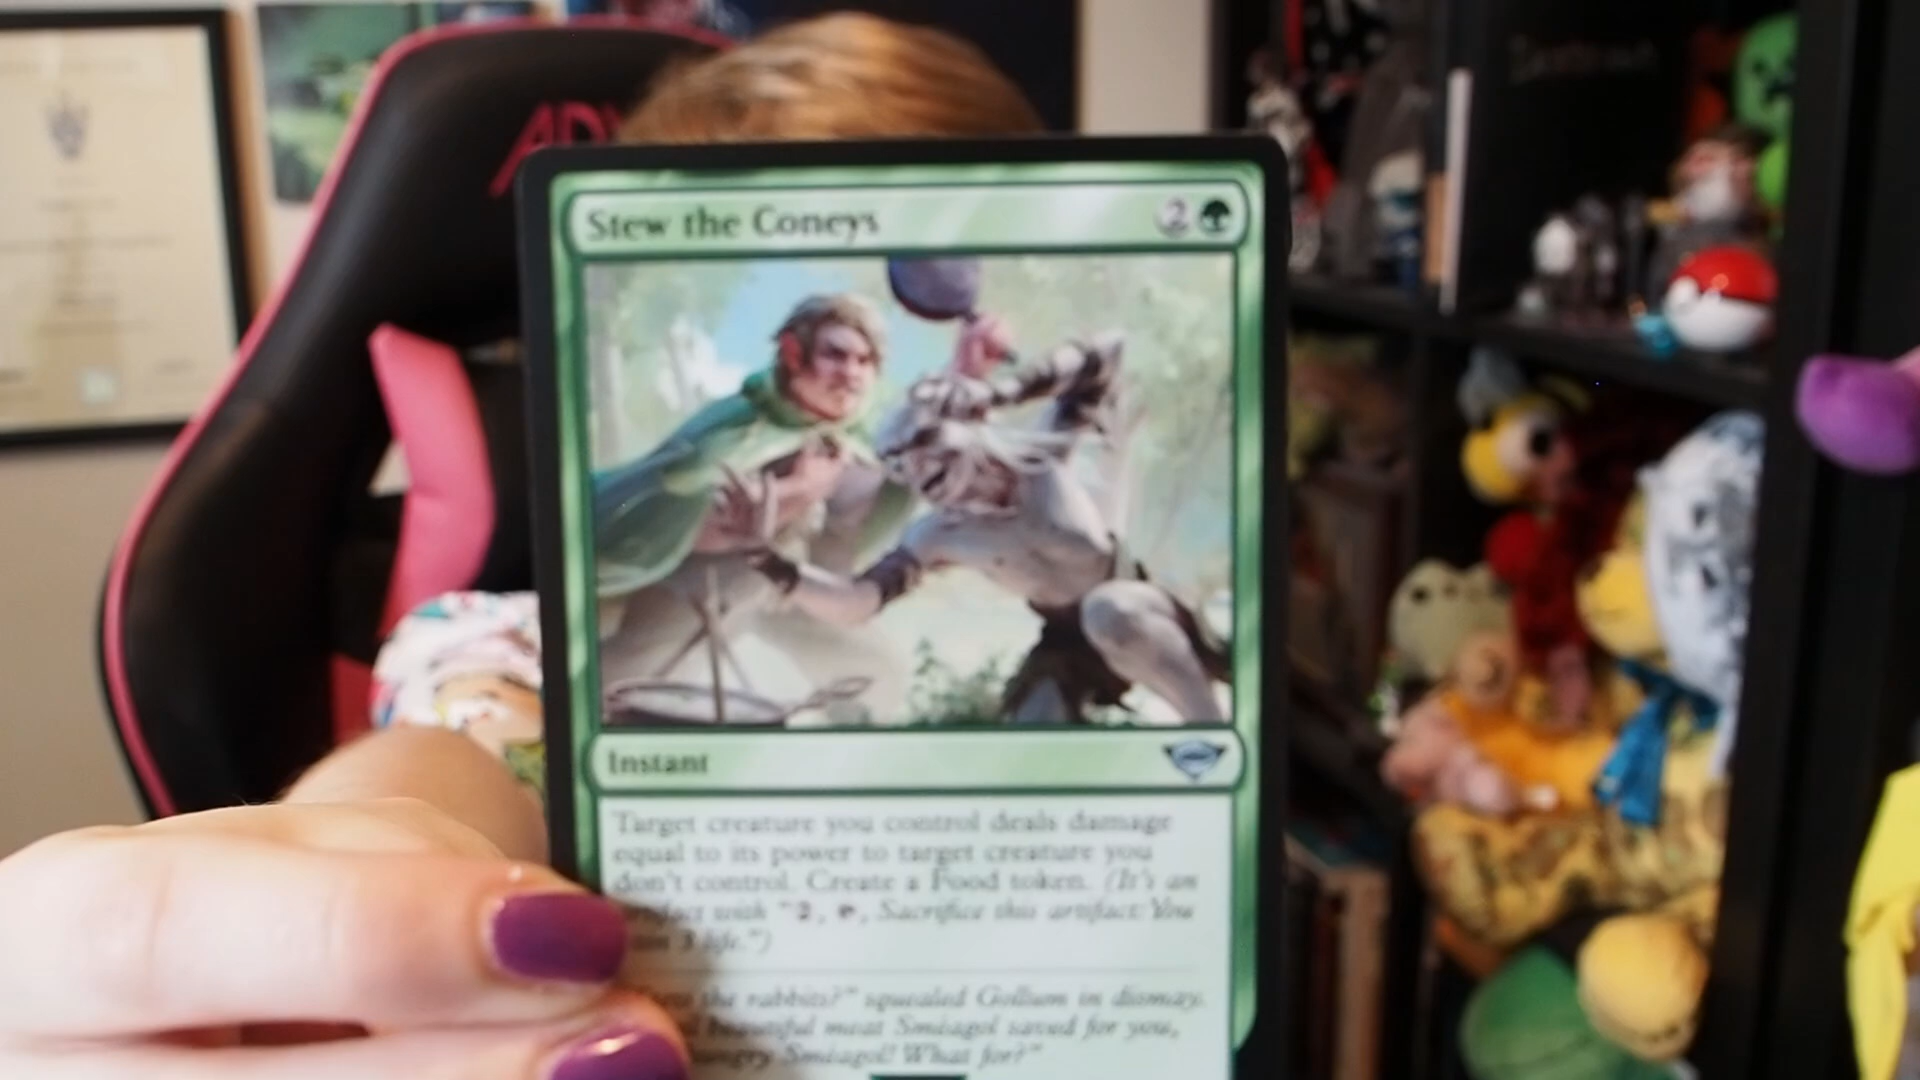 ADV
Stew the Coneys 2
Instant
Target creature you control deals damage
equal to its power to target creature you
don't control. Create a Food token. (It's an
with "2, T, Sacrifice this artifact: You
3 life.")
the rabbits?" squealed Gollum in dismay.
beautiful meat Sméagol saved for you,
hungry Sméagol! What for?"